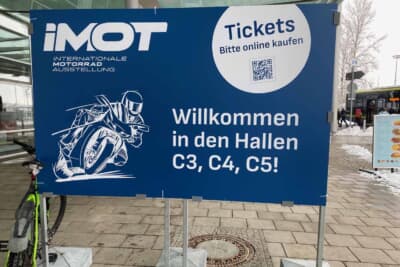 iMOT
INTERNATIONALE
MOTORRAD
AUSSTELLUNG
Tickets
Bitte online kaufen
Willkommen
in den Hallen
C3, C4, C5!